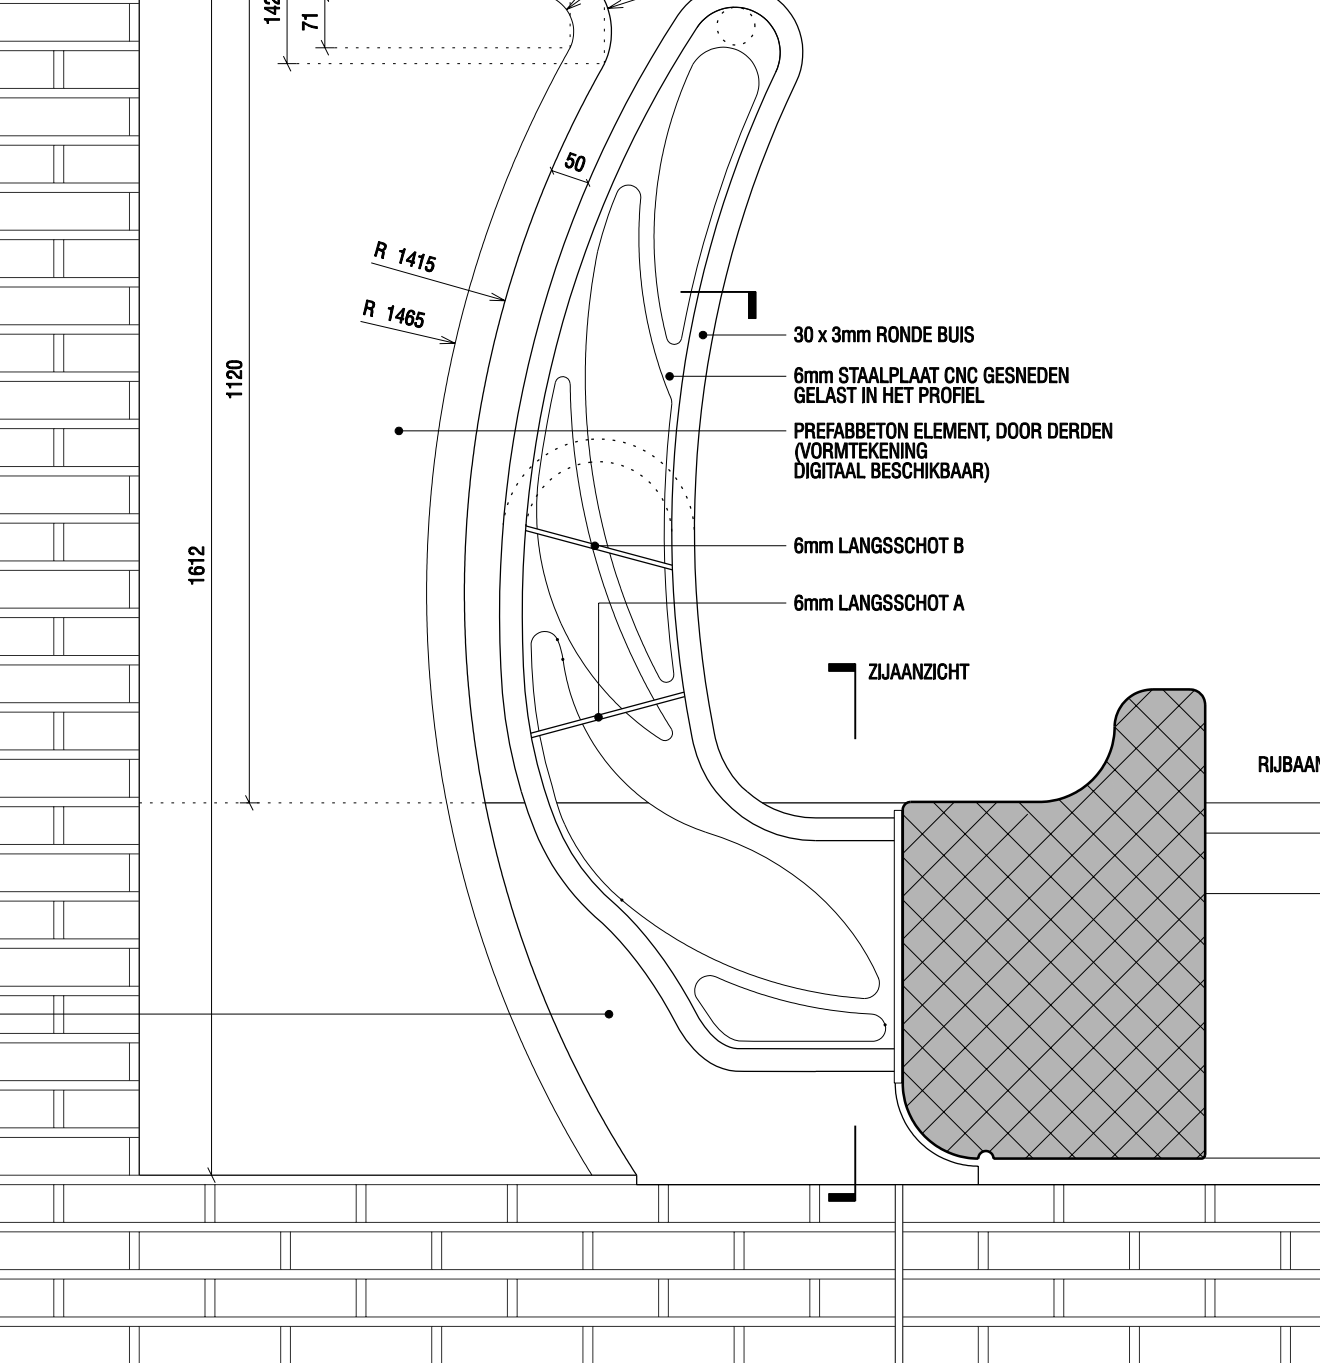 71
50
R 1415
R 1465
1120
1612
30 x 3mm RONDE BUIS
6mm STAALPLAAT CNC GESNEDEN
GELAST IN HET PROFIEL
PREFABBETON ELEMENT, DOOR DERDEN
(VORMTEKENING
DIGITAAL BESCHIKBAAR)
6mm LANGSSCHOT B
6mm LANGSSCHOT A
ZIJAANZICHT